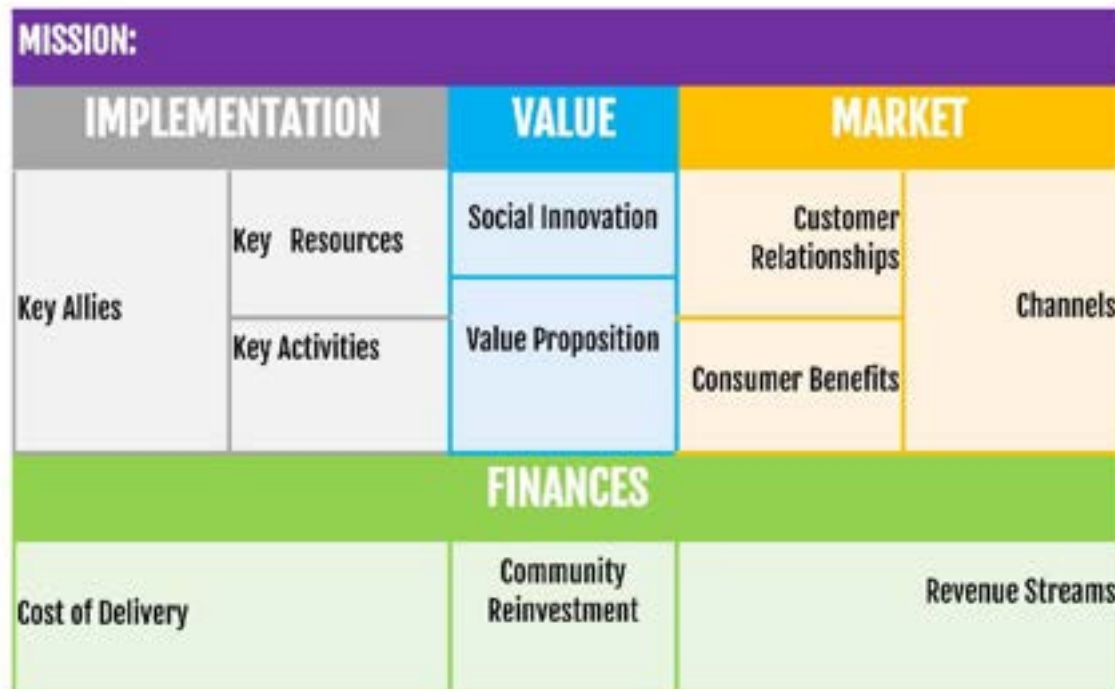 MISSION:
IMPLEMENTATION
VALUE
MARKET
Key Allies
Key Resources
Key Activities
Social Innovation
Value Proposition
Customer
Relationships
Consumer Benefits
Channels
FINANCES
Cost of Delivery
Community
Reinvestment
Revenue Streams